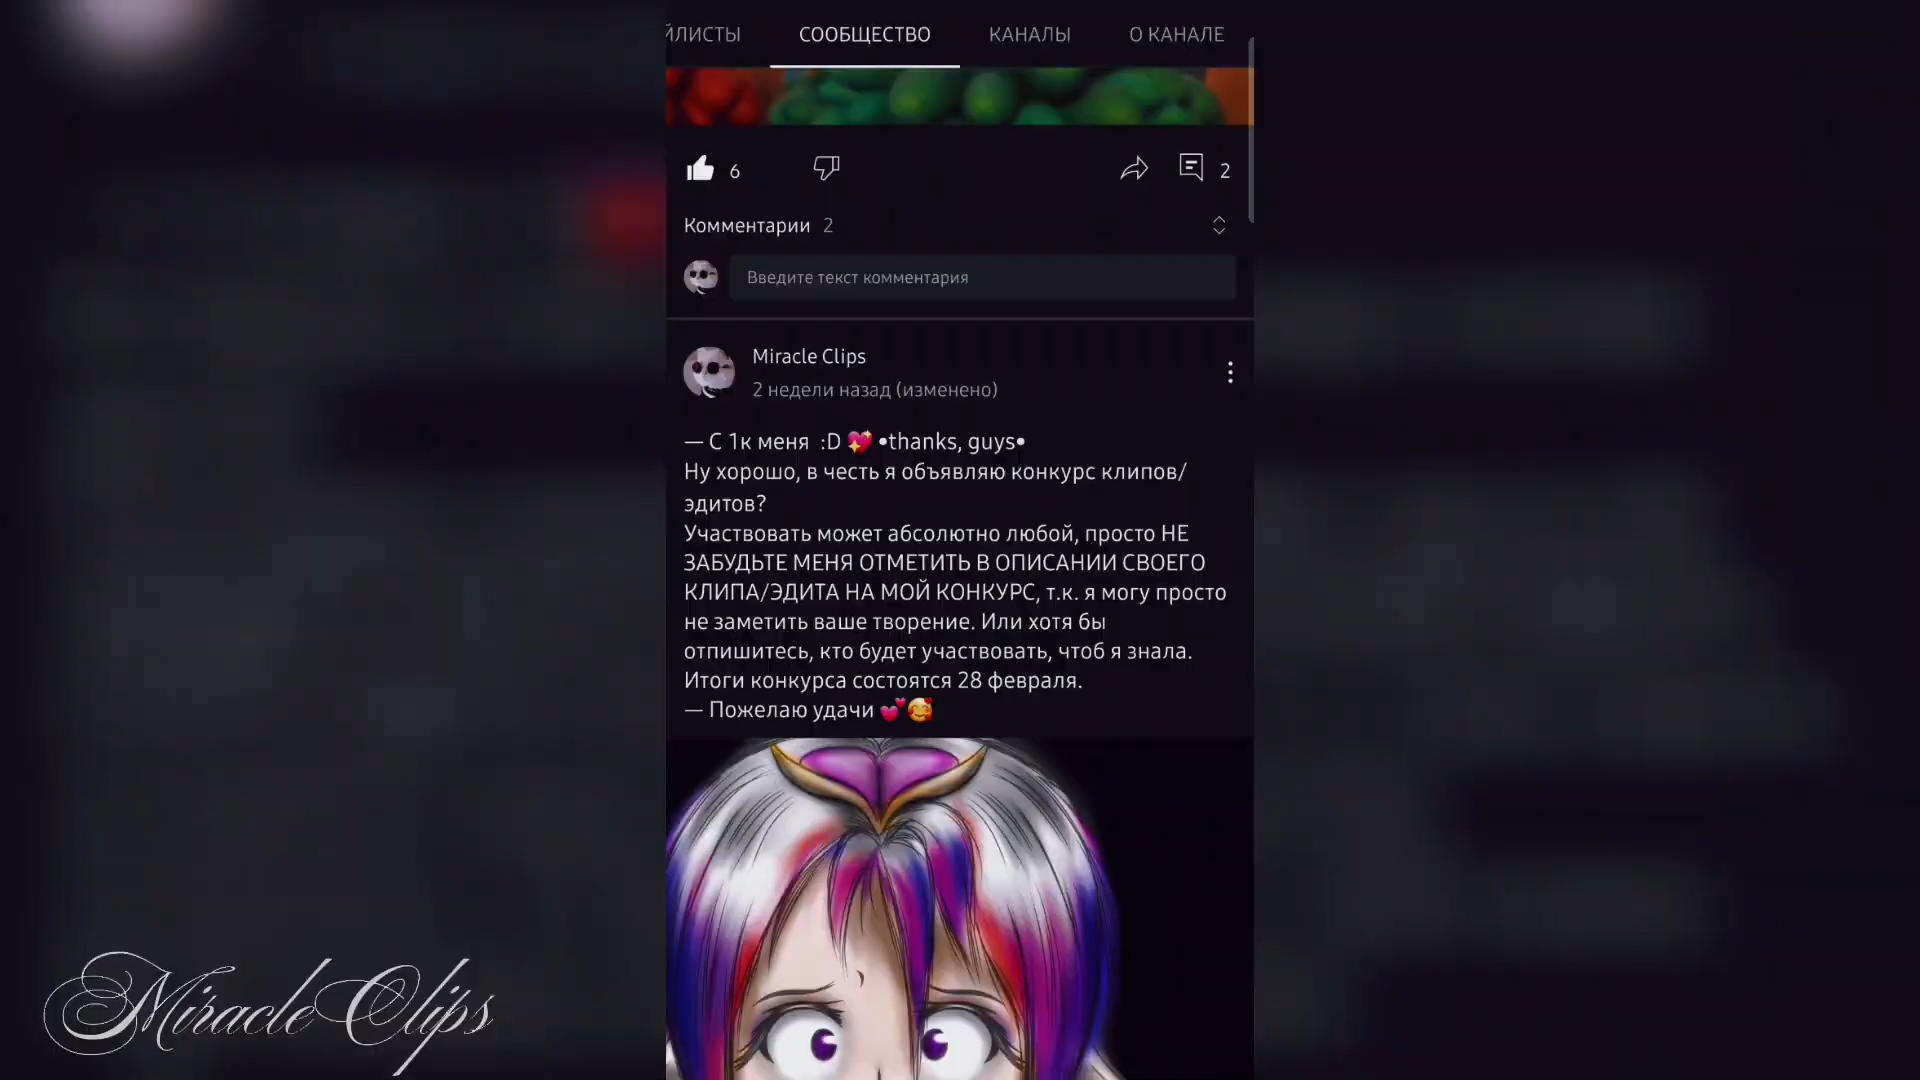 ЙЛИСТЫ СООБЩЕСТВО КАНАЛЫ О КАНАЛЕ
6 2
Комментарии 2
Введите текст комментария
Miracle Clips
2 недели назад (изменено)
— С 1к меня :D 💖 •thanks, guys•
Ну хорошо, в честь я объявляю конкурс клипов/
эдитов?
Участвовать может абсолютно любой, просто НЕ
ЗАБУДЬТЕ МЕНЯ ОТМЕТИТЬ В ОПИСАНИИ СВОЕГО
КЛИПА/ЭДИТА НА МОЙ КОНКУРС, т.к. я могу просто
не заметить ваше творение. Или хотя бы
отпишитесь, кто будет участвовать, чтоб я знала.
Итоги конкурса состоятся 28 февраля.
— Пожелаю удачи 💕🥰
Miracle Clips